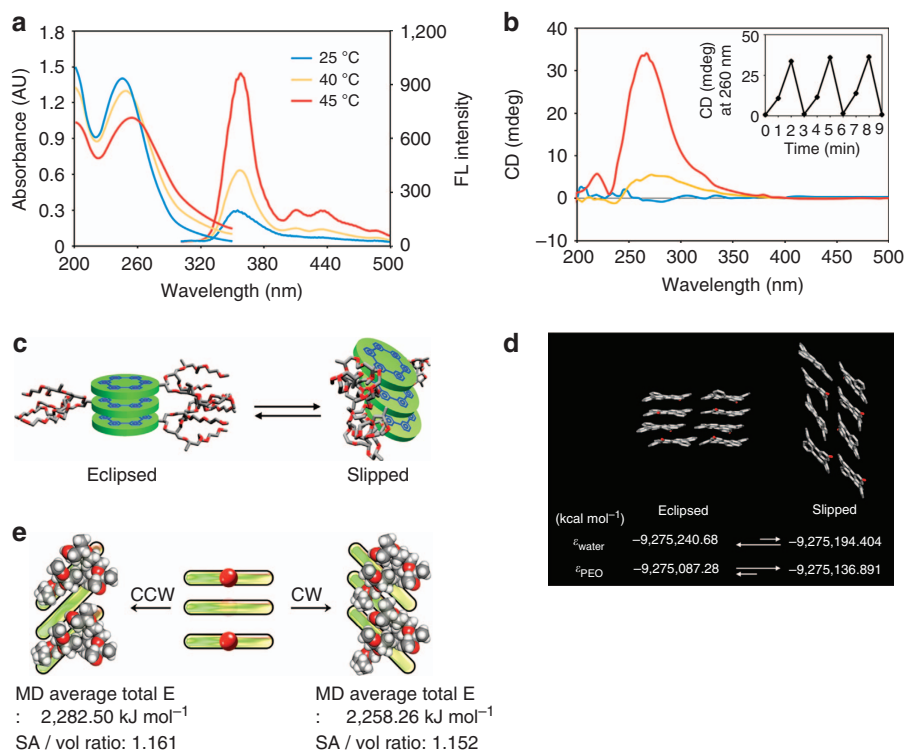 a
Absorbance (AU)
1.8
1.5
1.2
0.9
0.6
0.3
0
1,200
900
600
300
0
FL intensity
25 °C
40 °C
45 °C
200 260 320 380 440 500
Wavelength (nm)
b
CD (mdeg)
50
40
30
20
10
0
−10
200 250 300 350 400 450 500
Wavelength (nm)
CD (mdeg)
at 260 nm
50
25
0
0 1 2 3 4 5 6 7 8 9
Time (min)
c
Eclipsed
Slipped
d
(kcal mol−1)
Eclipsed
Slipped
εwater −9,275,240.68 −9,275,194.404
εPEO −9,275,087.28 −9,275,136.891
e
CCW
CW
MD average total E
: 2,282.50 kJ mol−1
SA / vol ratio: 1.161
MD average total E
: 2,258.26 kJ mol−1
SA / vol ratio: 1.152